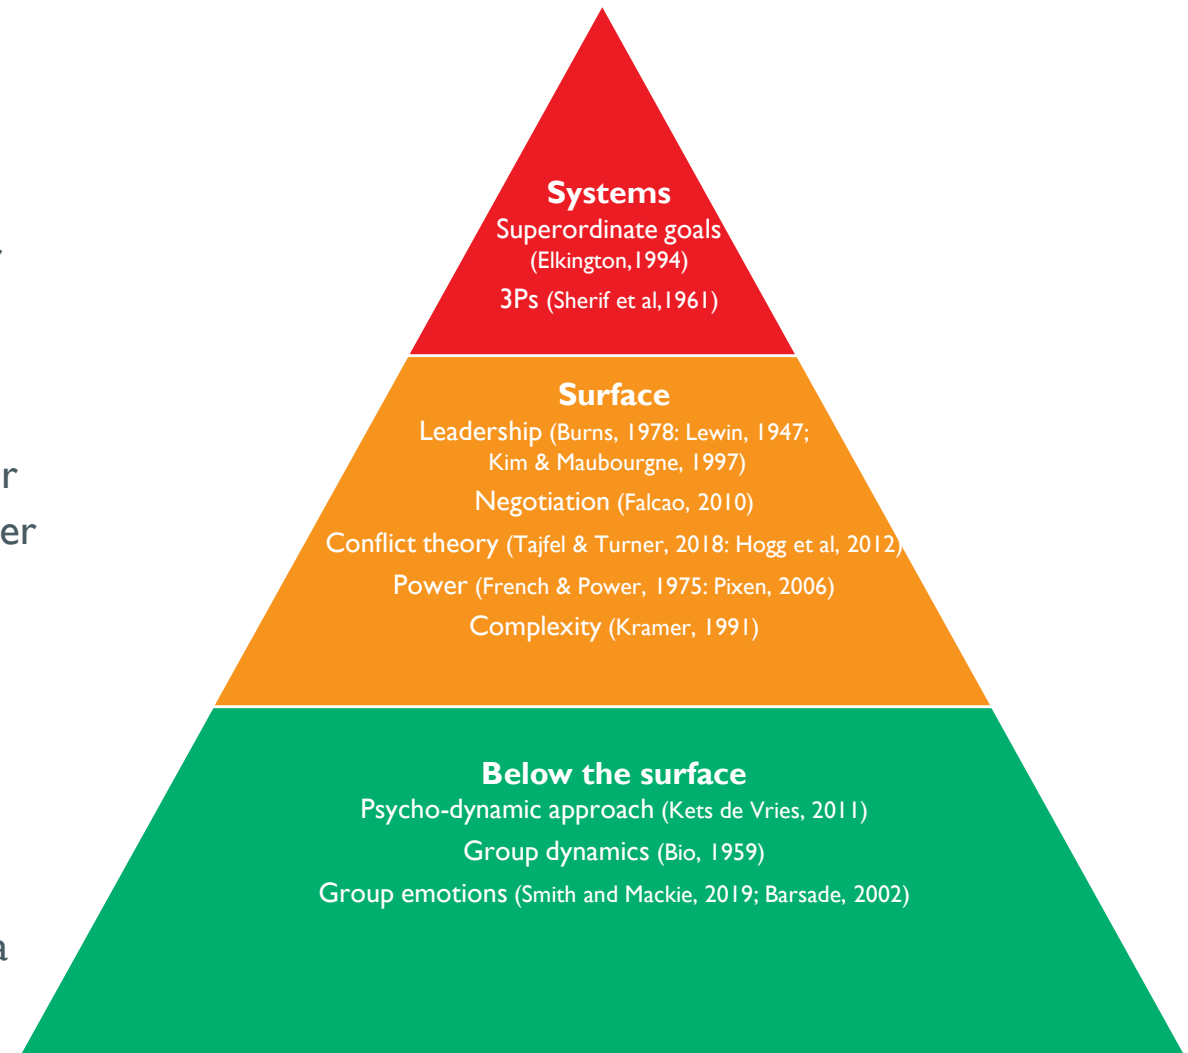 r
er
a
Systems
Superordinate goals
(Elkington,1994)
3Ps (Sherif et al,1961)
Surface
Leadership (Burns, 1978: Lewin, 1947;
Kim & Maubourgne, 1997)
Negotiation (Falcao, 2010)
Conflict theory (Tajfel & Turner, 2018: Hogg et al, 2012)
Power (French & Power, 1975: Pixen, 2006)
Complexity (Kramer, 1991)
Below the surface
Psycho-dynamic approach (Kets de Vries, 2011)
Group dynamics (Bio, 1959)
Group emotions (Smith and Mackie, 2019; Barsade, 2002)